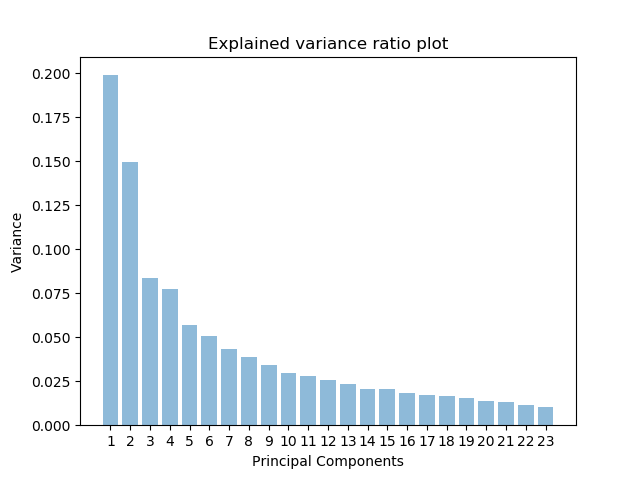 Explained variance ratio plot
0.200
0.175
0.150
0.125
0.100
0.075
0.050
0.025
0.000
Variance
1 2 3 4 5 6 7 8 9 10 11 12 13 14 15 16 17 18 19 20 21 22 23
Principal Components